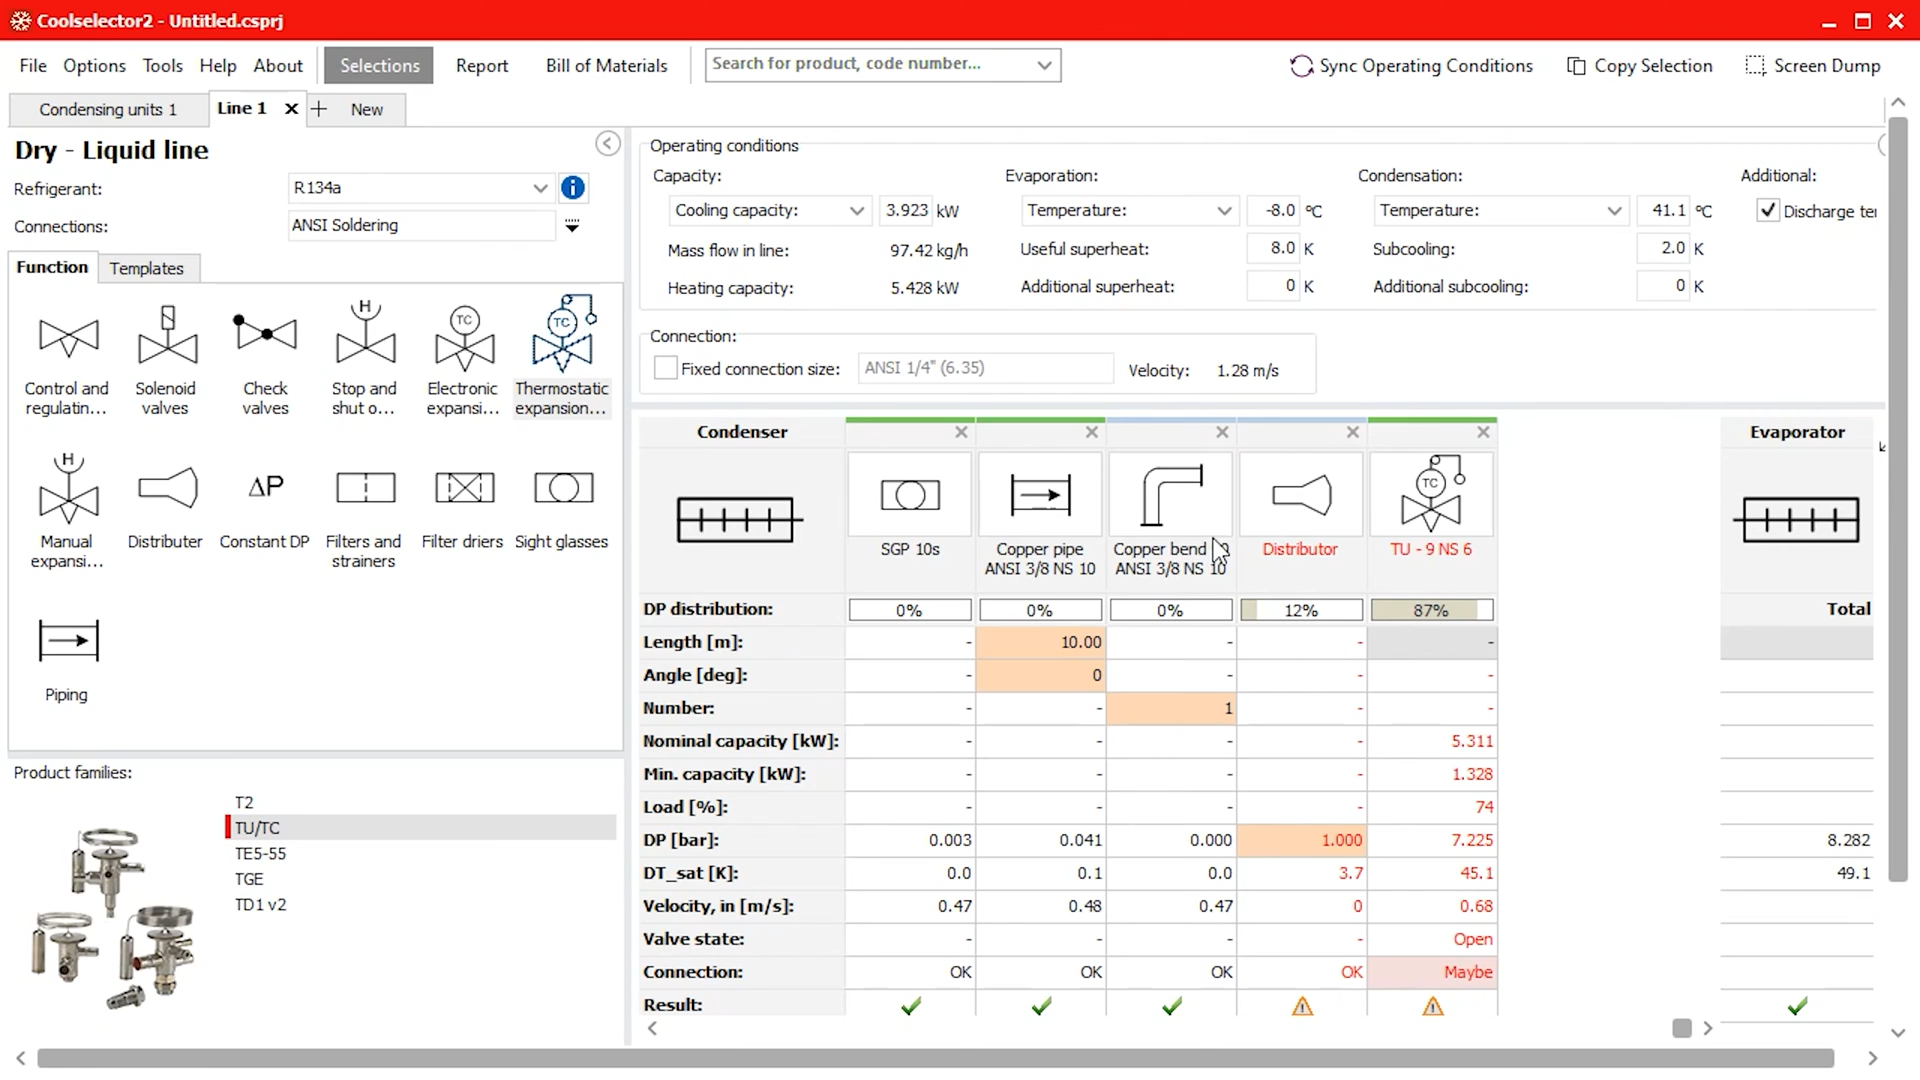 Coolselector2 - Untitled.csprj
File Options Tools Help About Selections Report Bill of Materials Search for product, code number... Sync Operating Conditions Copy Selection Screen Dump
Condensing units 1 Line 1 New
Dry - Liquid line
Refrigerant: R134a
Connections: ANSI Soldering
Function Templates
H TC TC
Control and regulatin...
Solenoid valves
Check valves
Stop and shut o...
Electronic expansi...
Thermostatic expansion...
H ΔP
Manual expansi...
Distributer
Constant DP
Filters and strainers
Filter driers
Sight glasses
Piping
Product families:
T2
TU/TC
TE5-55
TGE
TD1 v2
Operating conditions
Capacity: Evaporation: Condensation: Additional:
Cooling capacity: 3.923 kW Temperature: -8.0 °C Temperature: 41.1 °C Discharge ter
Mass flow in line: 97.42 kg/h Useful superheat: 8.0 K Subcooling: 2.0 K
Heating capacity: 5.428 kW Additional superheat: 0 K Additional subcooling: 0 K
Connection:
Fixed connection size: ANSI 1/4" (6.35) Velocity: 1.28 m/s
Condenser Evaporator
TC
SGP 10s Copper pipe Copper bend Distributor TU - 9 NS 6
ANSI 3/8 NS 10 ANSI 3/8 NS 10
DP distribution: 0% 0% 0% 12% 87% Total
Length [m]: - 10.00 - - -
Angle [deg]: - 0 - - -
Number: - - 1 - -
Nominal capacity [kW]: - - - - 5.311
Min. capacity [kW]: - - - - 1.328
Load [%]: - - - - 74
DP [bar]: 0.003 0.041 0.000 1.000 7.225 8.282
DT_sat [K]: 0.0 0.1 0.0 3.7 45.1 49.1
Velocity, in [m/s]: 0.47 0.48 0.47 0 0.68
Valve state: - - - - Open
Connection: OK OK OK OK Maybe
Result: